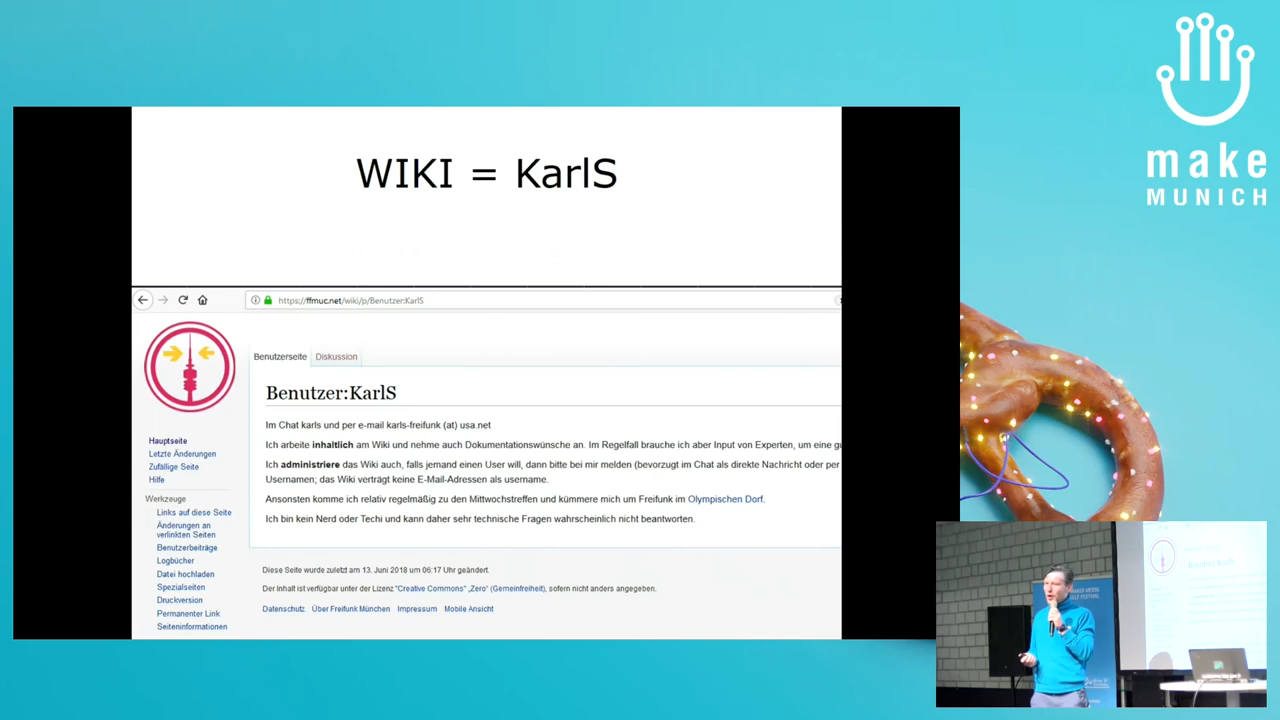 WIKI = KarlS
make
MUNICH
https://ffmuc.net/wiki/p/Benutzer:KarlS
Benutzerseite Diskussion
Benutzer:KarlS
Im Chat karls und per e-mail karls-freifunk (at) usa.net
Ich arbeite inhaltlich am Wiki und nehme auch Dokumentationswünsche an. Im Regelfall brauche ich aber Input von Experten, um eine gu
Ich administriere das Wiki auch, falls jemand einen User will, dann bitte bei mir melden (bevorzugt im Chat als direkte Nachricht oder per
Usernamen; das Wiki verträgt keine E-Mail-Adressen als username.
Ansonsten komme ich relativ regelmäßig zu den Mittwochstreffen und kümmere mich um Freifunk im Olympischen Dorf.
Ich bin kein Nerd oder Techi und kann daher sehr technische Fragen wahrscheinlich nicht beantworten.
Diese Seite wurde zuletzt am 13. Juni 2018 um 06:17 Uhr geändert.
Der Inhalt ist verfügbar unter der Lizenz "Creative Commons" „Zero" (Gemeinfreiheit), sofern nicht anders angegeben.
Datenschutz Über Freifunk München Impressum Mobile Ansicht
Hauptseite
Letzte Änderungen
Zufällige Seite
Hilfe
Werkzeuge
Links auf diese Seite
Änderungen an
verlinkten Seiten
Benutzerbeiträge
Logbücher
Datei hochladen
Spezialseiten
Druckversion
Permanenter Link
Seiteninformationen